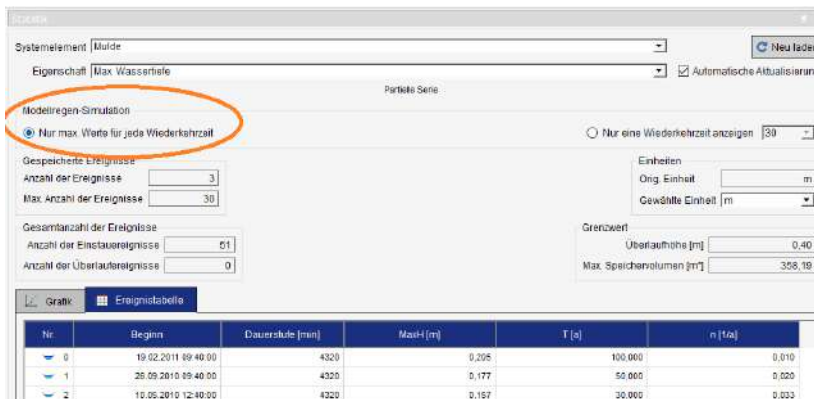 Statistik
Systemelement Mulde Neu laden
Eigenschaft Max. Wassertiefe Automatische Aktualisierun
Partielle Serie
Modellregen-Simulation
Nur max. Werte für jede Wiederkehrzeit Nur eine Wiederkehrzeit anzeigen 30
Gespeicherte Ereignisse Einheiten
Anzahl der Ereignisse 3 Orig. Einheit m
Max. Anzahl der Ereignisse 30 Gewählte Einheit m
Gesamtanzahl der Ereignisse Grenzwert
Anzahl der Einstauereignisse 51 Überlaufhöhe [m] 0,40
Anzahl der Überlaufereignisse 0 Max. Speichervolumen [m³] 358,19
Grafik Ereignistabelle
Nr. Beginn Dauerstufe [min] MaxH [m] T [a] n [1/a]
0 19.02.2011 09:40:00 4320 0,205 100,000 0,010
1 26.09.2010 09:40:00 4320 0,177 50,000 0,020
2 10.05.2010 12:40:00 4320 0,167 30,000 0,033